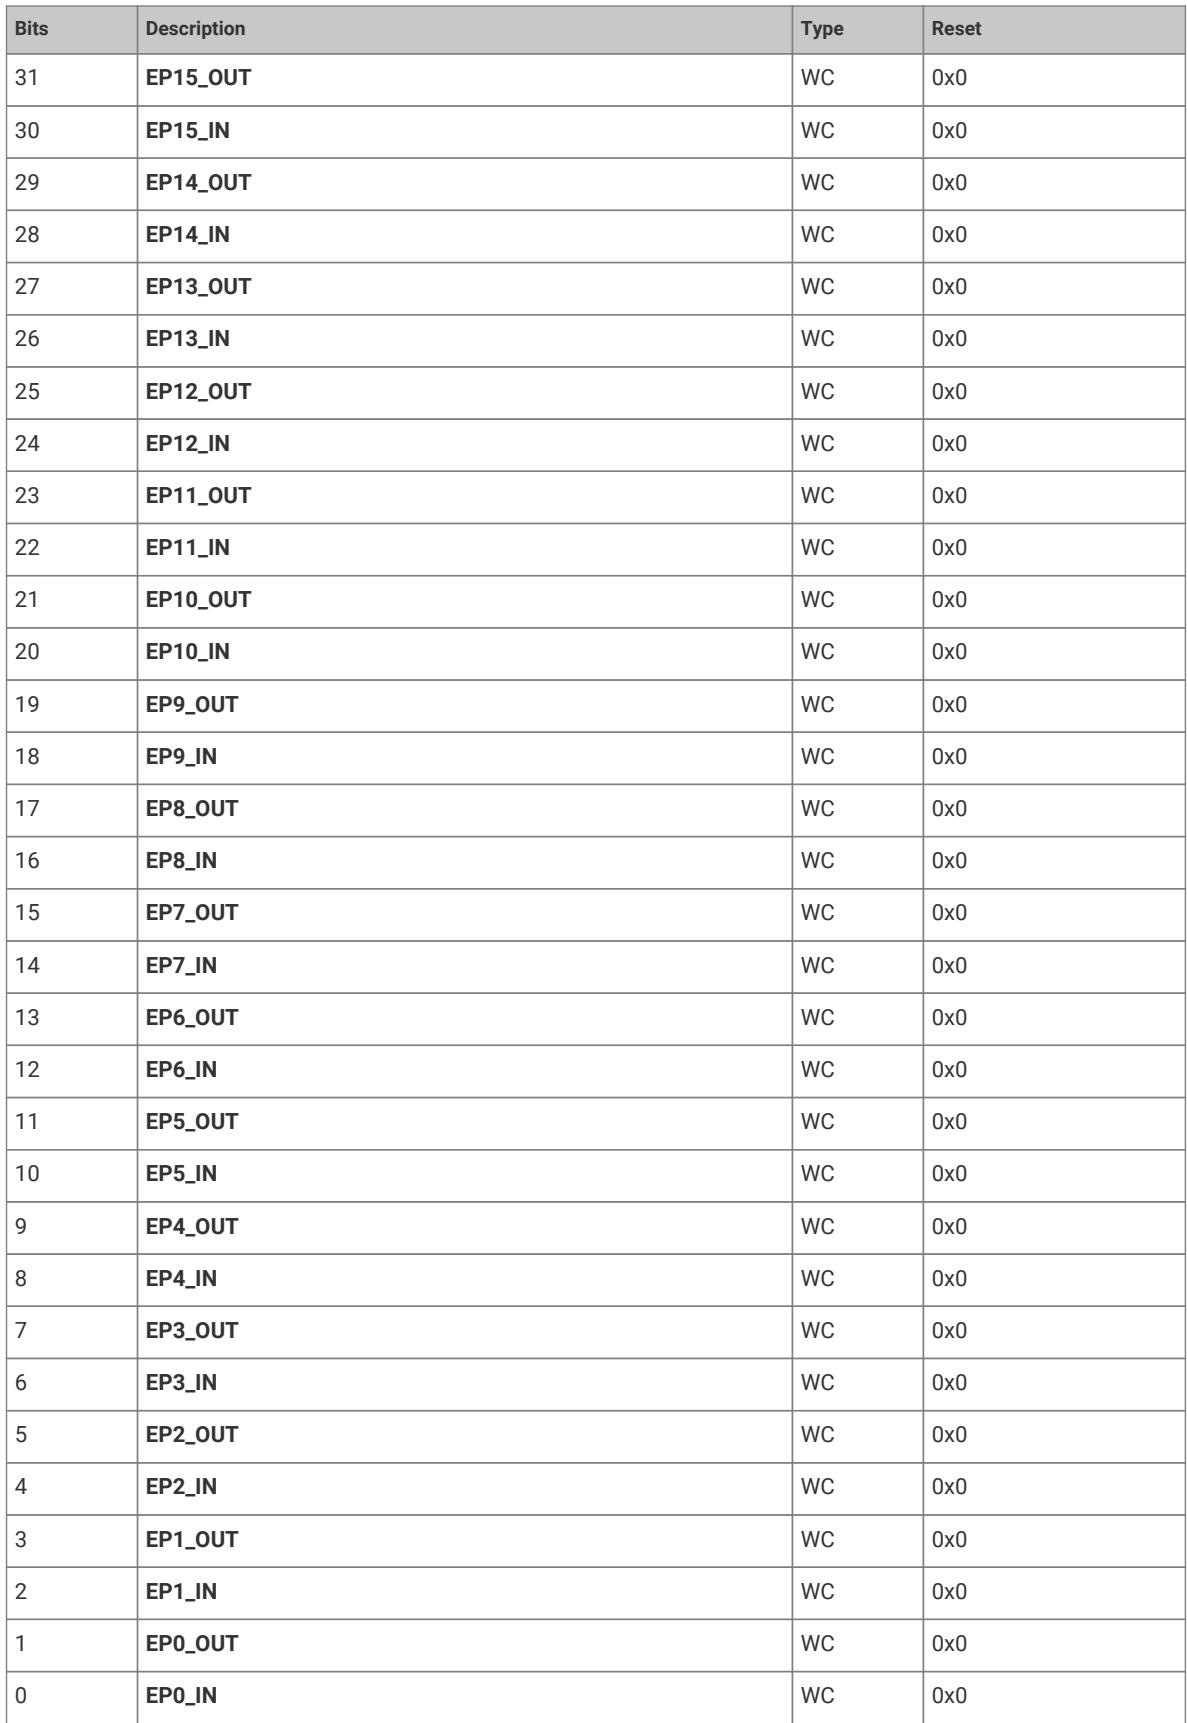 Bits Description Type Reset
31 EP15_OUT WC 0x0
30 EP15_IN WC 0x0
29 EP14_OUT WC 0x0
28 EP14_IN WC 0x0
27 EP13_OUT WC 0x0
26 EP13_IN WC 0x0
25 EP12_OUT WC 0x0
24 EP12_IN WC 0x0
23 EP11_OUT WC 0x0
22 EP11_IN WC 0x0
21 EP10_OUT WC 0x0
20 EP10_IN WC 0x0
19 EP9_OUT WC 0x0
18 EP9_IN WC 0x0
17 EP8_OUT WC 0x0
16 EP8_IN WC 0x0
15 EP7_OUT WC 0x0
14 EP7_IN WC 0x0
13 EP6_OUT WC 0x0
12 EP6_IN WC 0x0
11 EP5_OUT WC 0x0
10 EP5_IN WC 0x0
9 EP4_OUT WC 0x0
8 EP4_IN WC 0x0
7 EP3_OUT WC 0x0
6 EP3_IN WC 0x0
5 EP2_OUT WC 0x0
4 EP2_IN WC 0x0
3 EP1_OUT WC 0x0
2 EP1_IN WC 0x0
1 EP0_OUT WC 0x0
0 EP0_IN WC 0x0